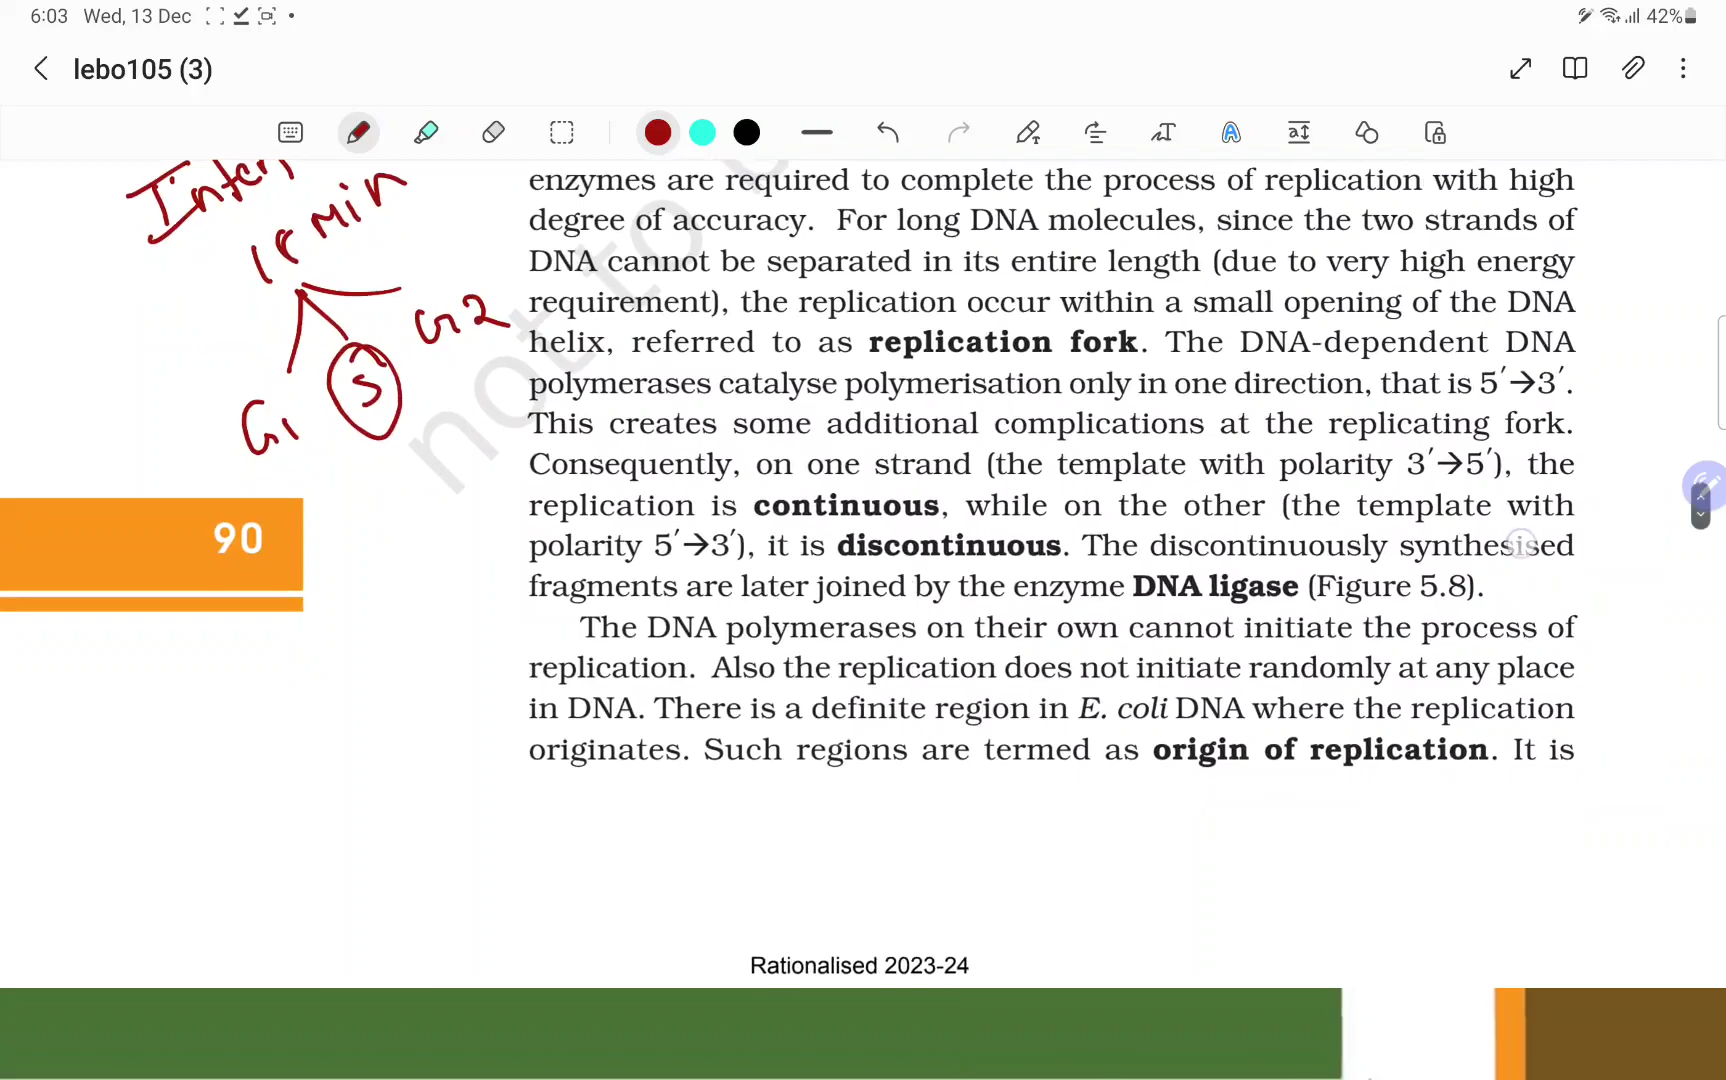 6:03 Wed, 13 Dec
42%
lebo105 (3)
enzymes are required to complete the process of replication with high
degree of accuracy. For long DNA molecules, since the two strands of
DNA cannot be separated in its entire length (due to very high energy
requirement), the replication occur within a small opening of the DNA
helix, referred to as replication fork. The DNA-dependent DNA
polymerases catalyse polymerisation only in one direction, that is 5′→3′.
This creates some additional complications at the replicating fork.
Consequently, on one strand (the template with polarity 3′→5′), the
replication is continuous, while on the other (the template with
polarity 5′→3′), it is discontinuous. The discontinuously synthesised
fragments are later joined by the enzyme DNA ligase (Figure 5.8).
The DNA polymerases on their own cannot initiate the process of
replication. Also the replication does not initiate randomly at any place
in DNA. There is a definite region in E. coli DNA where the replication
originates. Such regions are termed as origin of replication. It is
Inter
min
G1
S
G2
90
not to
Rationalised 2023-24